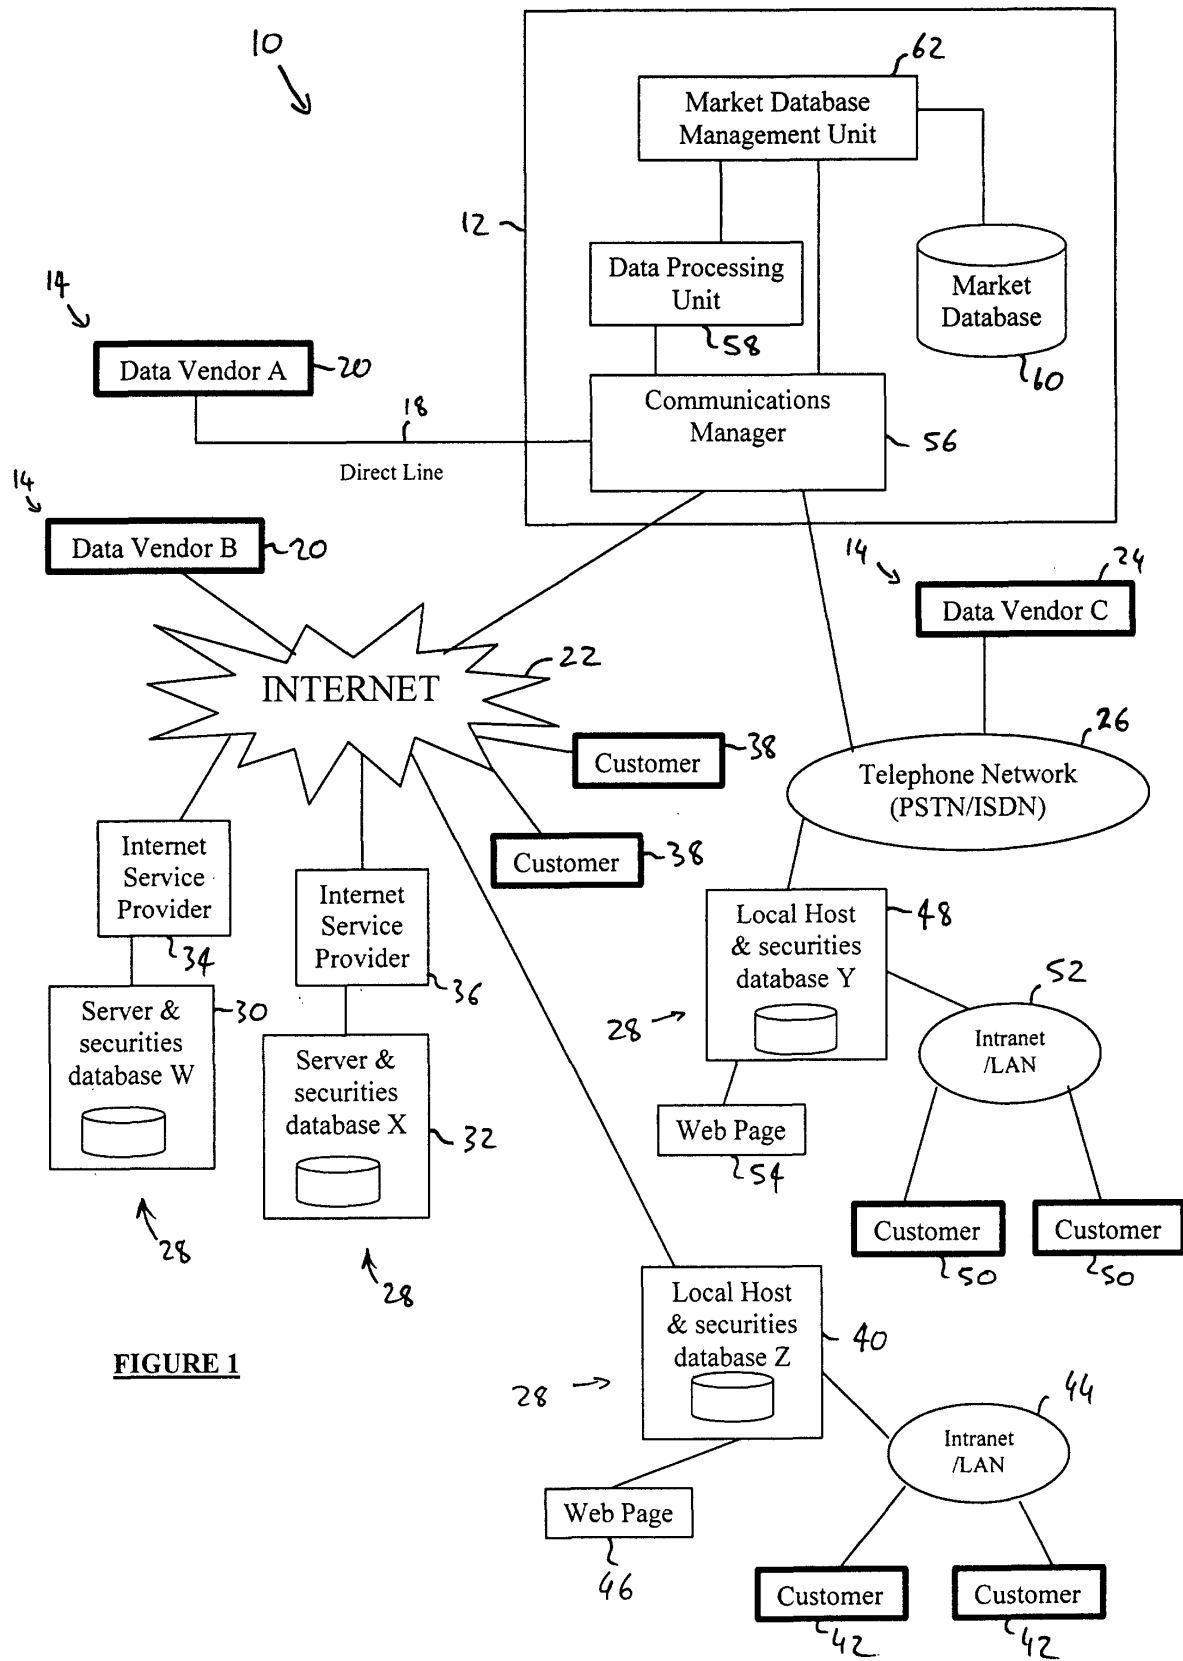 10
62
Market Database
Management Unit
12
Data Processing
Unit
58
Market
Database
60
14
Data Vendor A
20
18
Direct Line
Communications
Manager
56
14
Data Vendor B
20
14
24
Data Vendor C
INTERNET
22
26
Telephone Network
(PSTN/ISDN)
Customer
38
Customer
38
Internet
Service
Provider
34
Internet
Service
Provider
36
Server &
securities
database W
30
28
Server &
securities
database X
32
28
Local Host
& securities
database Y
48
28
52
Intranet
/LAN
Web Page
54
Customer
50
Customer
50
FIGURE 1
Local Host
& securities
database Z
40
28
44
Intranet
/LAN
Web Page
46
Customer
42
Customer
42